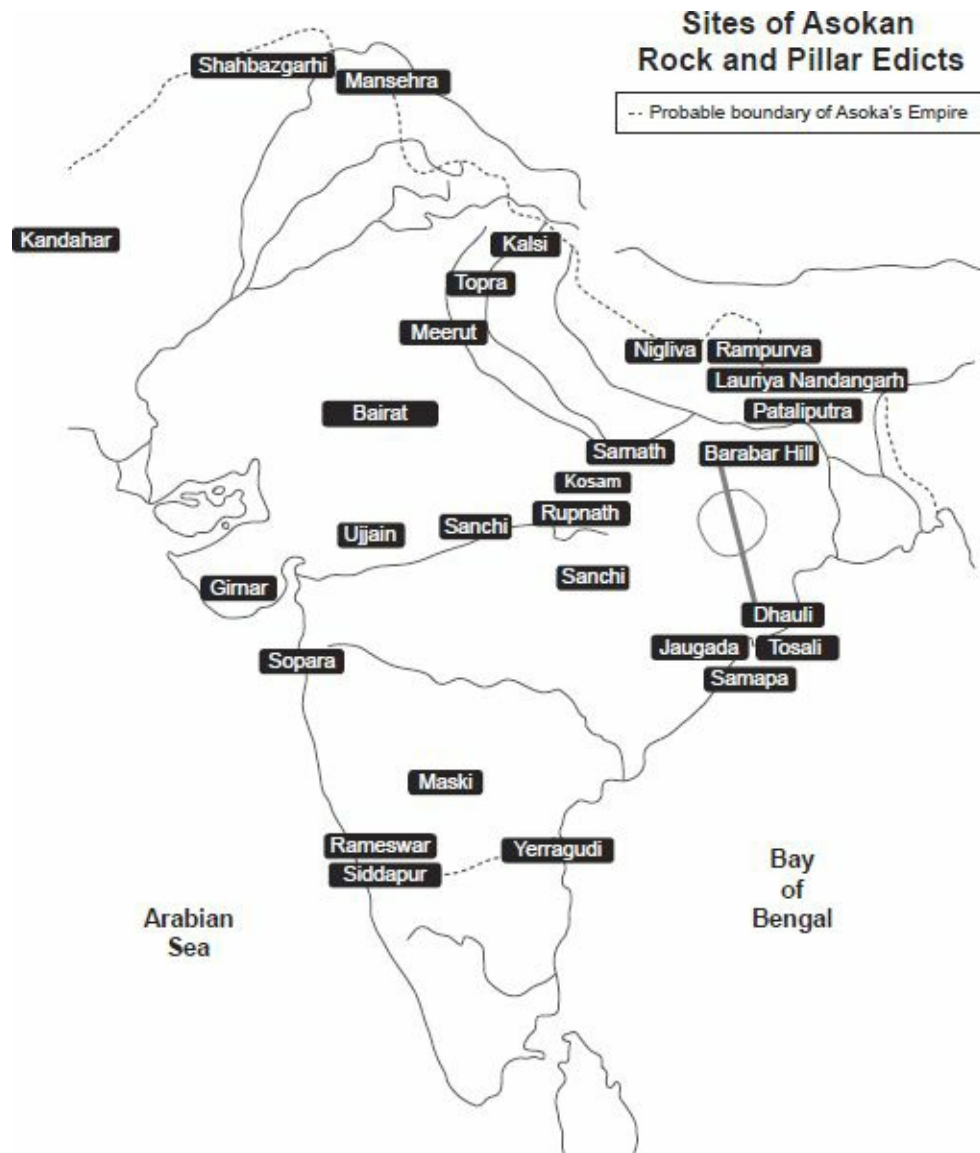 Sites of Asokan
Rock and Pillar Edicts
-- Probable boundary of Asoka's Empire
Shahbazgarhi
Mansehra
Kandahar
Kalsi
Topra
Meerut
Nigliva
Rampurva
Lauriya Nandangarh
Bairat
Pataliputra
Sarnath
Barabar Hill
Kosam
Rupnath
Sanchi
Ujjain
Sanchi
Girnar
Dhauli
Jaugada
Tosali
Sopara
Samapa
Maski
Rameswar
Yerragudi
Siddapur
Bay
of
Bengal
Arabian
Sea